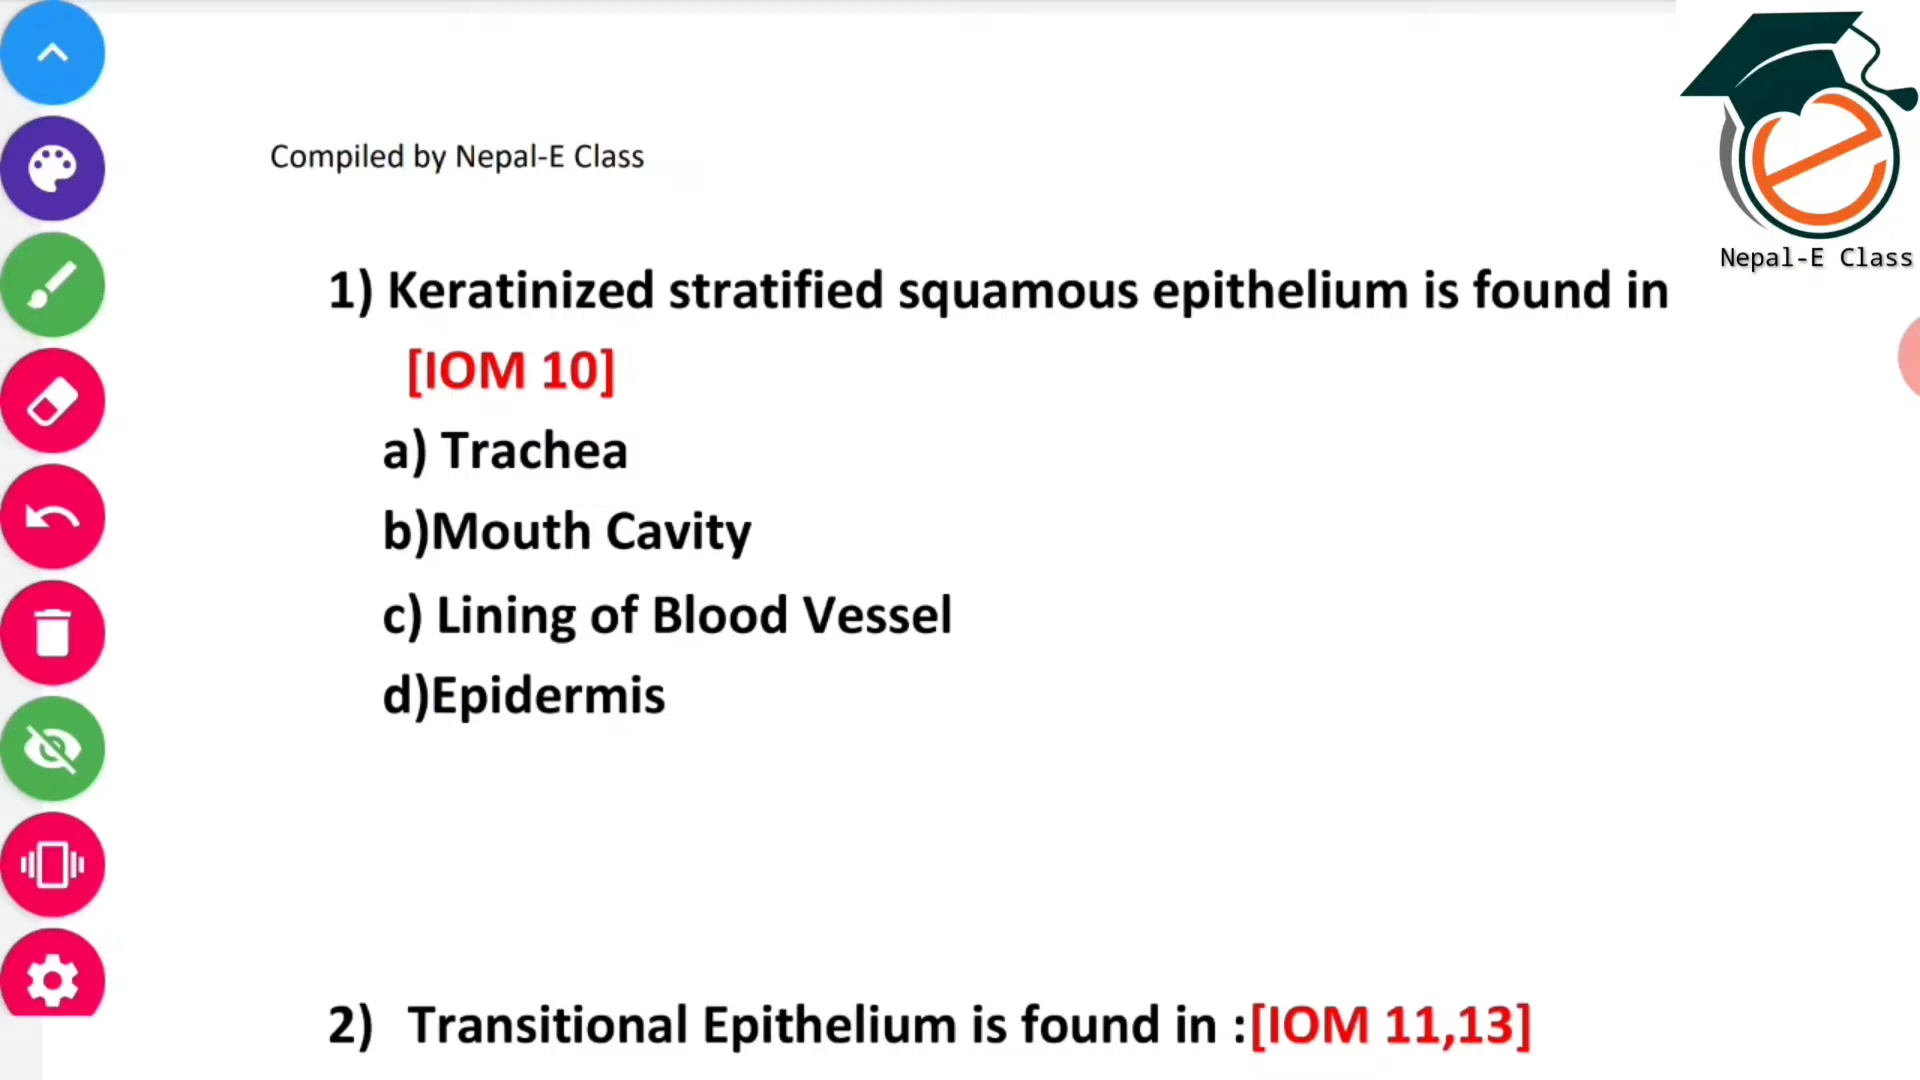 Compiled by Nepal-E Class
Nepal-E Class
1) Keratinized stratified squamous epithelium is found in
[IOM 10]
a) Trachea
b)Mouth Cavity
c) Lining of Blood Vessel
d)Epidermis
2) Transitional Epithelium is found in :[IOM 11,13]